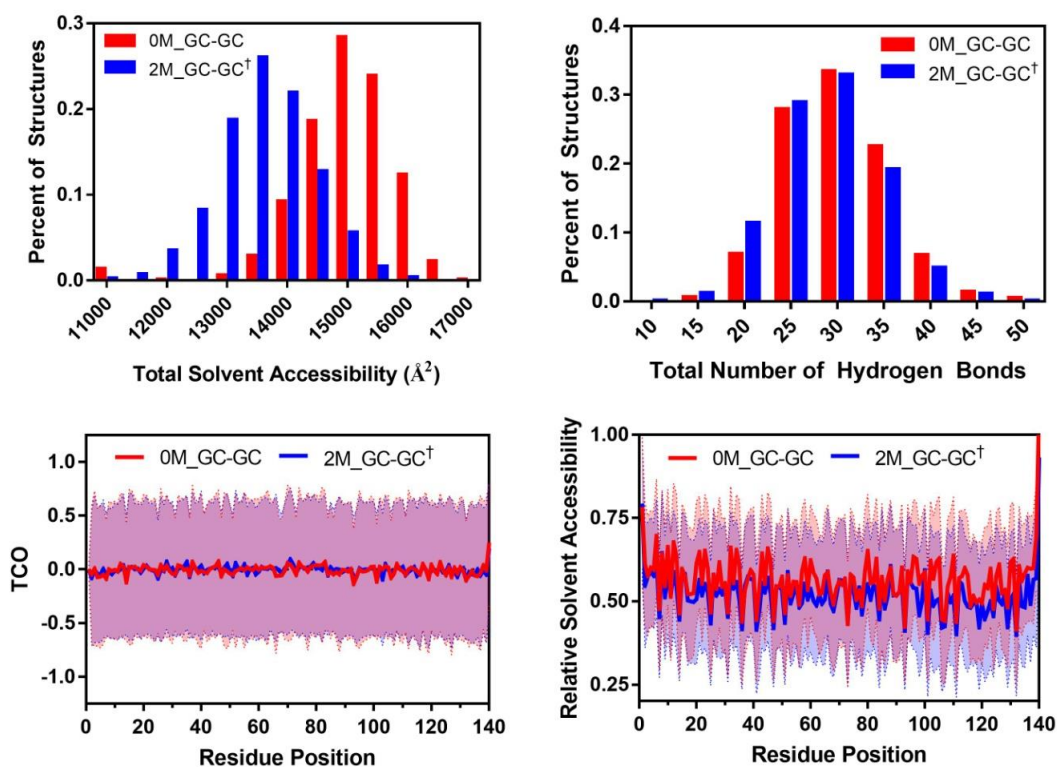 0.3
0.2
0.1
0.0
Percent of Structures
0M_GC-GC
2M_GC-GC†
11000
12000
13000
14000
15000
16000
17000
Total Solvent Accessibility (Å²)
0.4
0.3
0.2
0.1
0.0
Percent of Structures
0M_GC-GC
2M_GC-GC†
10
15
20
25
30
35
40
45
50
Total Number of Hydrogen Bonds
1.0
0.5
0.0
-0.5
-1.0
TCO
0M_GC-GC 2M_GC-GC†
0 20 40 60 80 100 120 140
Residue Position
1.00
0.75
0.50
0.25
Relative Solvent Accessibility
0M_GC-GC 2M_GC-GC†
0 20 40 60 80 100 120 140
Residue Position